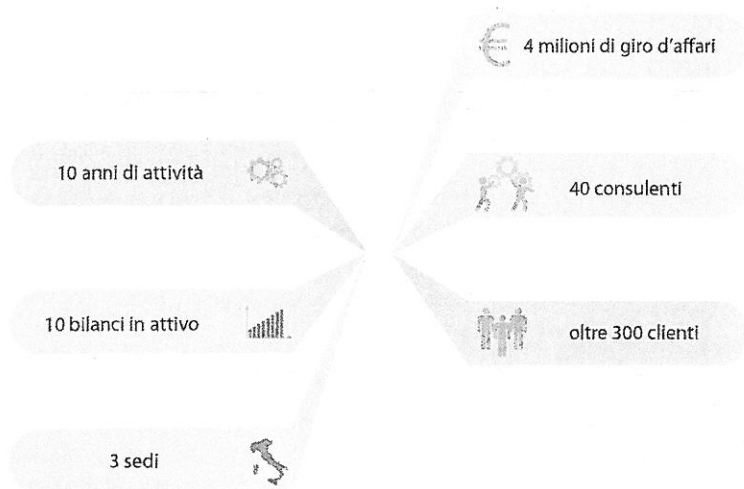 4 milioni di giro d'affari
10 anni di attività
40 consulenti
10 bilanci in attivo
oltre 300 clienti
3 sedi